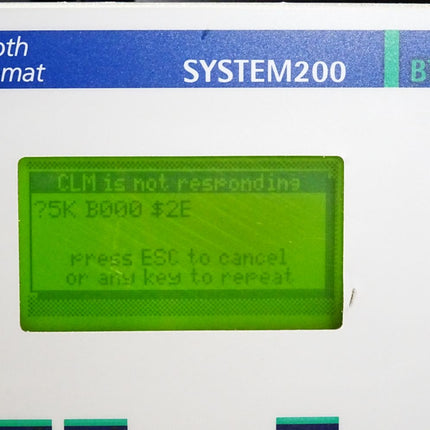 oth
mat
SYSTEM200
B
CLM is not responding
?5K B000 $2E
press ESC to cancel
or any key to repeat